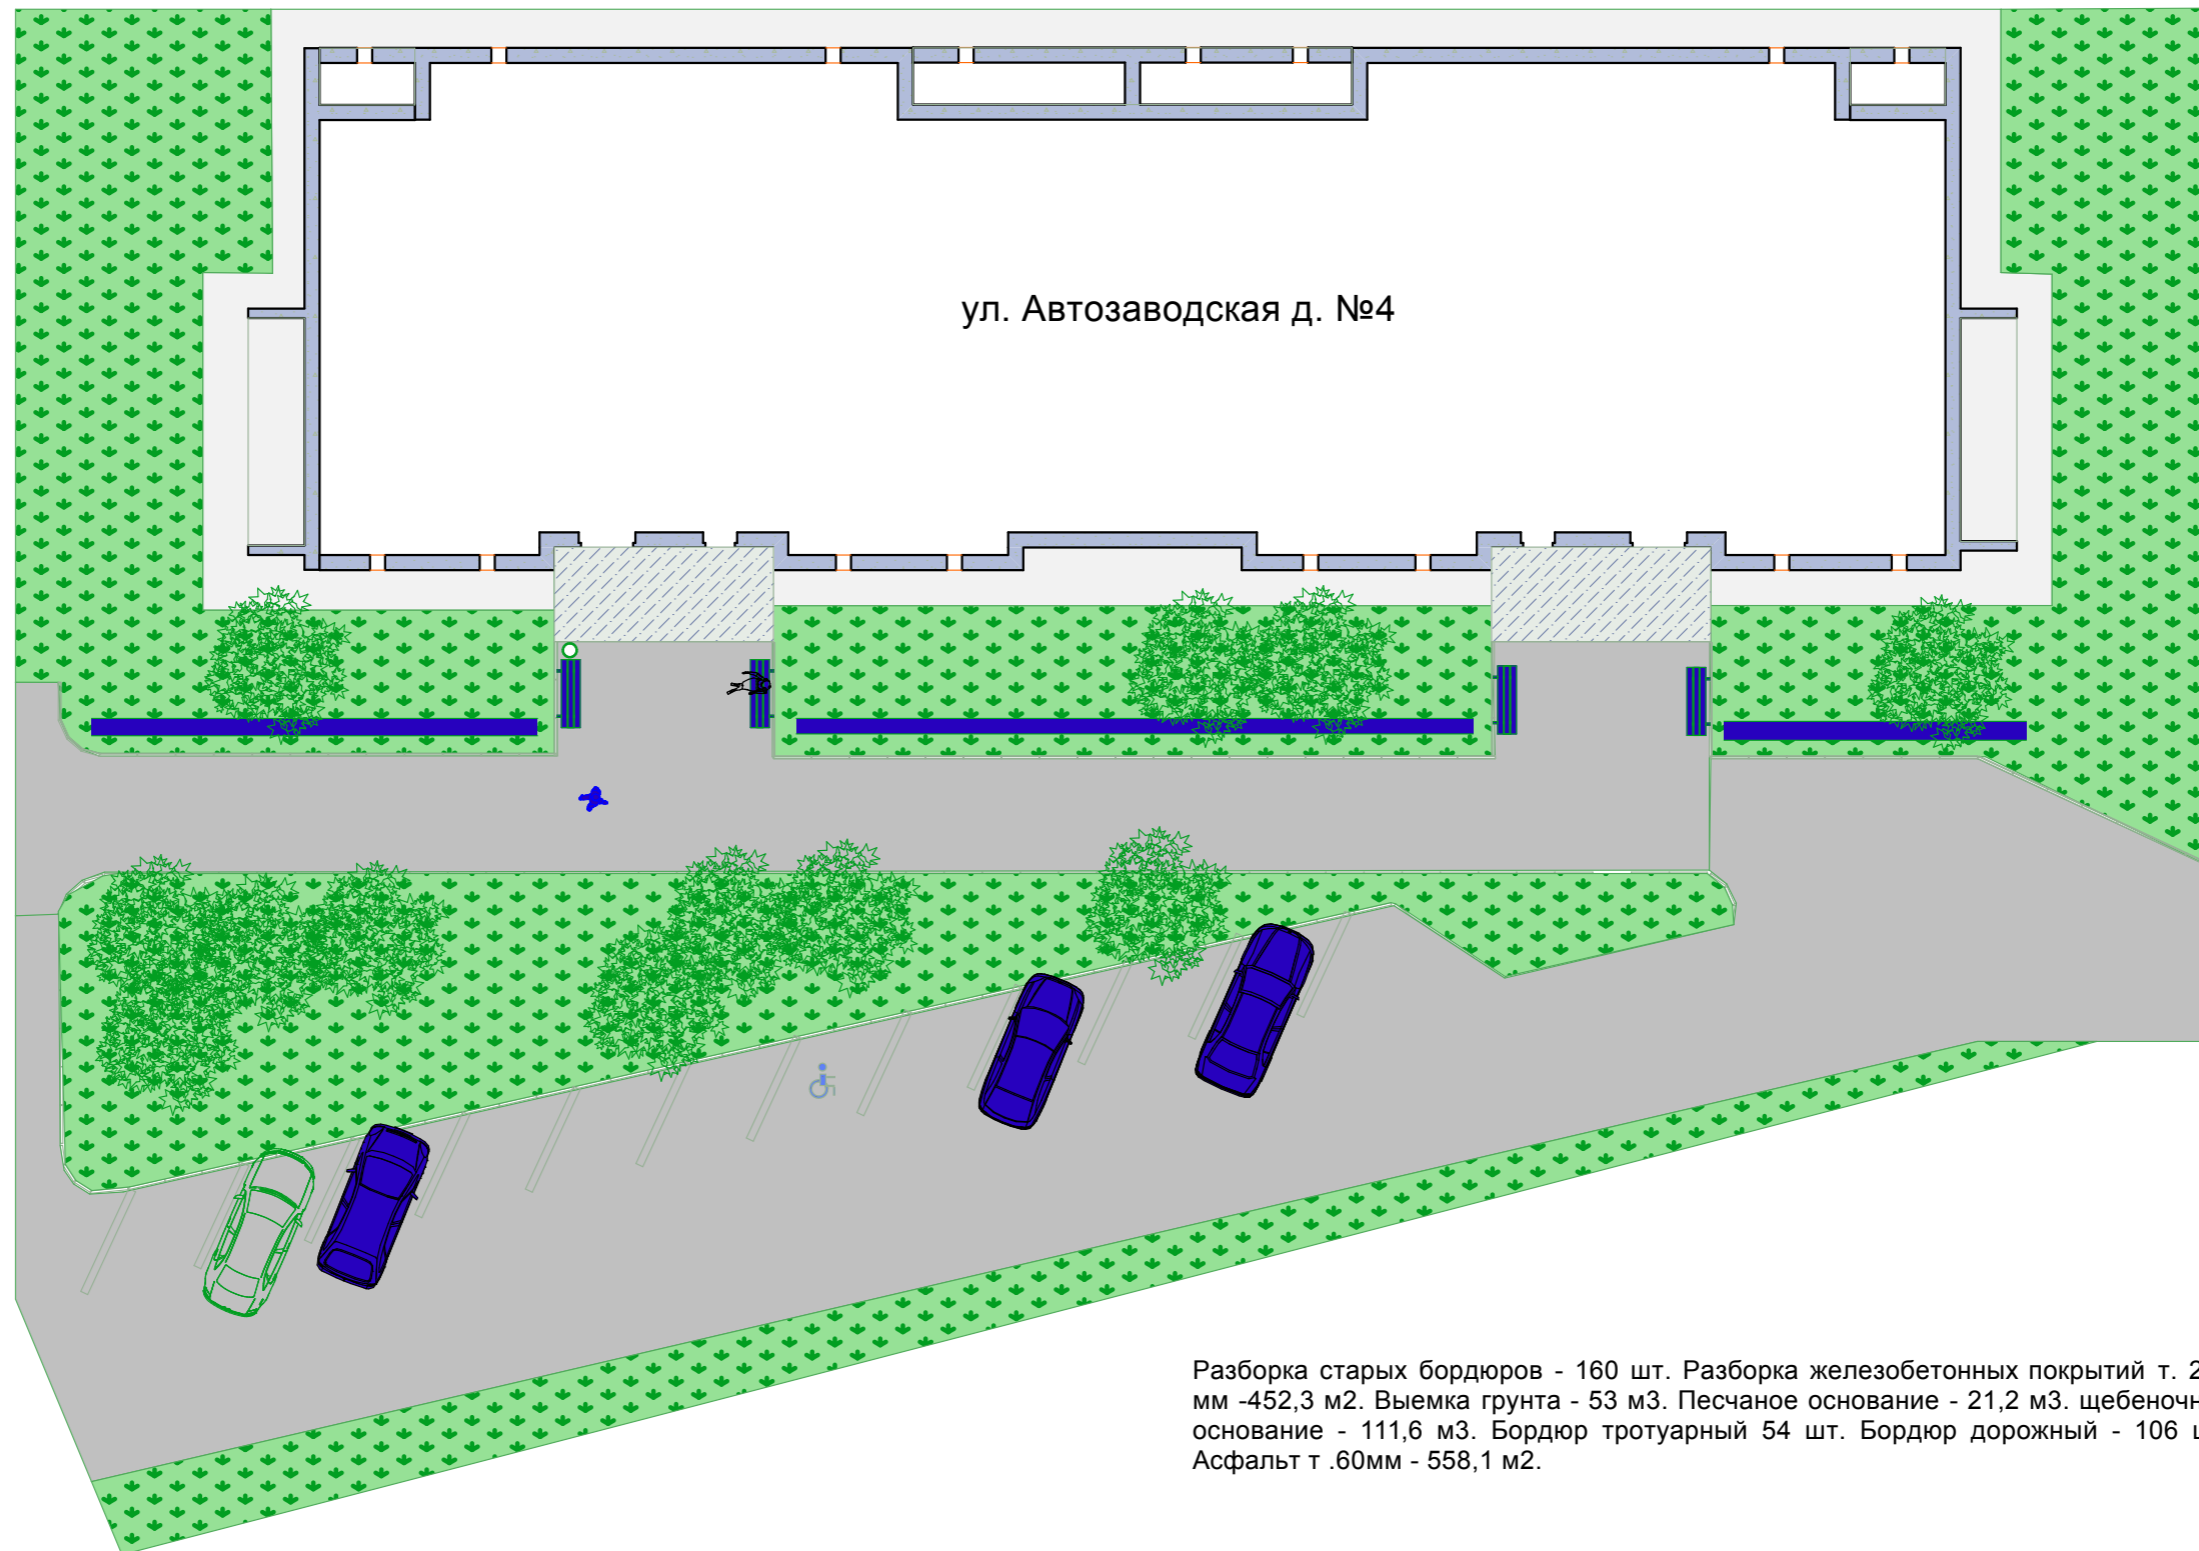 ул. Автозаводская д. №4
Разборка старых бордюров - 160 шт. Разборка железобетонных покрытий т.
мм -452,3 м2. Выемка грунта - 53 м3. Песчаное основание - 21,2 м3.
основание - 111,6 м3. Бордюр тротуарный 54 шт. Бордюр дорожный - 106
Асфальт т .60мм - 558,1 м2.